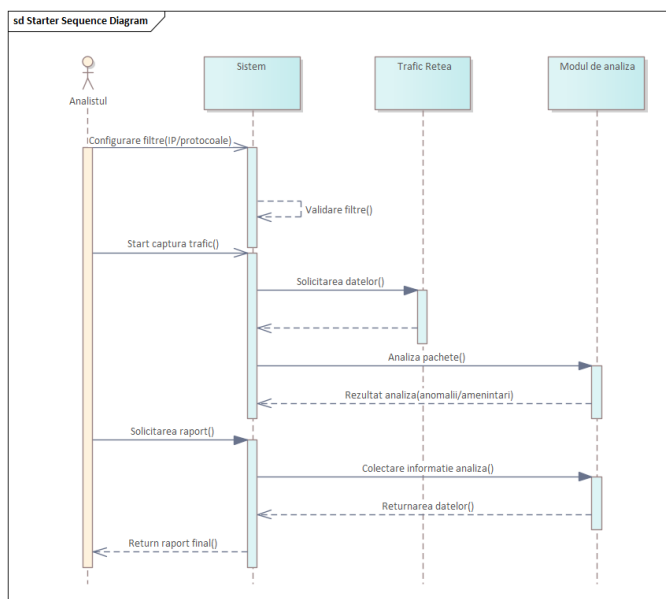 sd Starter Sequence Diagram
Analistul
Sistem
Trafic Retea
Modul de analiza
Configurare filtre(IP/protocoale)
Validare filtre()
Start captura trafic()
Solicitarea datelor()
Analiza pachete()
Rezultat analiza(anomalii/amenintari)
Solicitarea raport()
Colectare informatie analiza()
Returnarea datelor()
Return raport final()